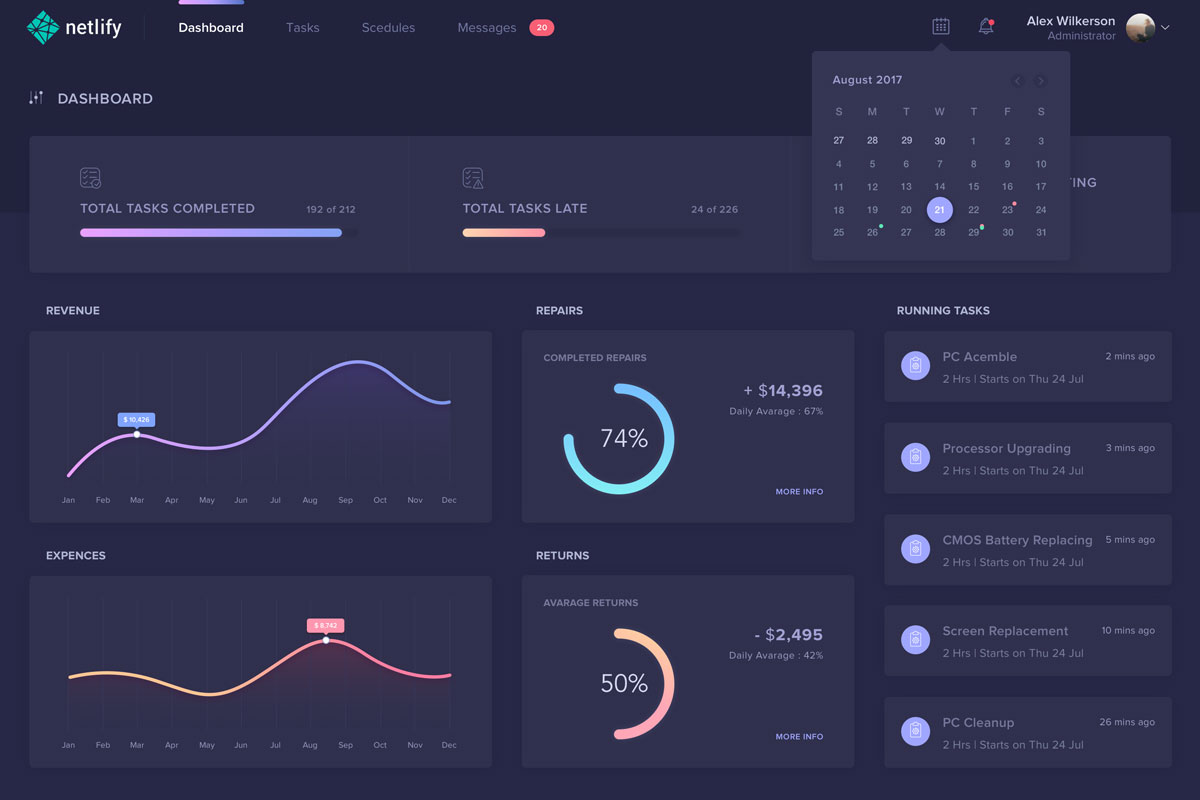 netlify
Dashboard
Tasks
Scedules
Messages 20
Alex Wilkerson
Administrator
DASHBOARD
August 2017
S M T W T F S
27 28 29 30 1 2 3
4 5 6 7 8 9 10
11 12 13 14 15 16 17
18 19 20 21 22 23 24
25 26 27 28 29 30 31
TOTAL TASKS COMPLETED 192 of 212
TOTAL TASKS LATE 24 of 226
REVENUE
$ 10,426
Jan Feb Mar Apr May Jun Jul Aug Sep Oct Nov Dec
REPAIRS
COMPLETED REPAIRS
74%
+ $14,396
Daily Avarage : 67%
MORE INFO
RUNNING TASKS
PC Acemble 2 mins ago
2 Hrs | Starts on Thu 24 Jul
Processor Upgrading 3 mins ago
2 Hrs | Starts on Thu 24 Jul
CMOS Battery Replacing 5 mins ago
2 Hrs | Starts on Thu 24 Jul
Screen Replacement 10 mins ago
2 Hrs | Starts on Thu 24 Jul
PC Cleanup 26 mins ago
2 Hrs | Starts on Thu 24 Jul
EXPENCES
$ 8,742
Jan Feb Mar Apr May Jun Jul Aug Sep Oct Nov Dec
RETURNS
AVARAGE RETURNS
50%
- $2,495
Daily Avarage : 42%
MORE INFO